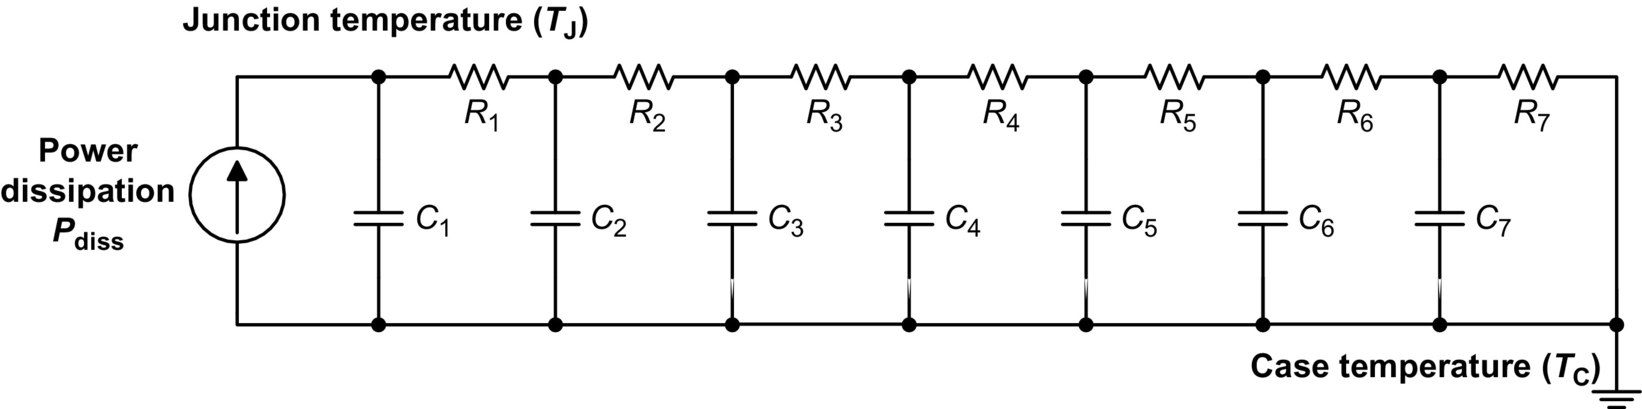 Junction temperature (TJ)
R1 R2 R3 R4 R5 R6 R7
Power
dissipation
Pdiss
C1 C2 C3 C4 C5 C6 C7
Case temperature (TC)